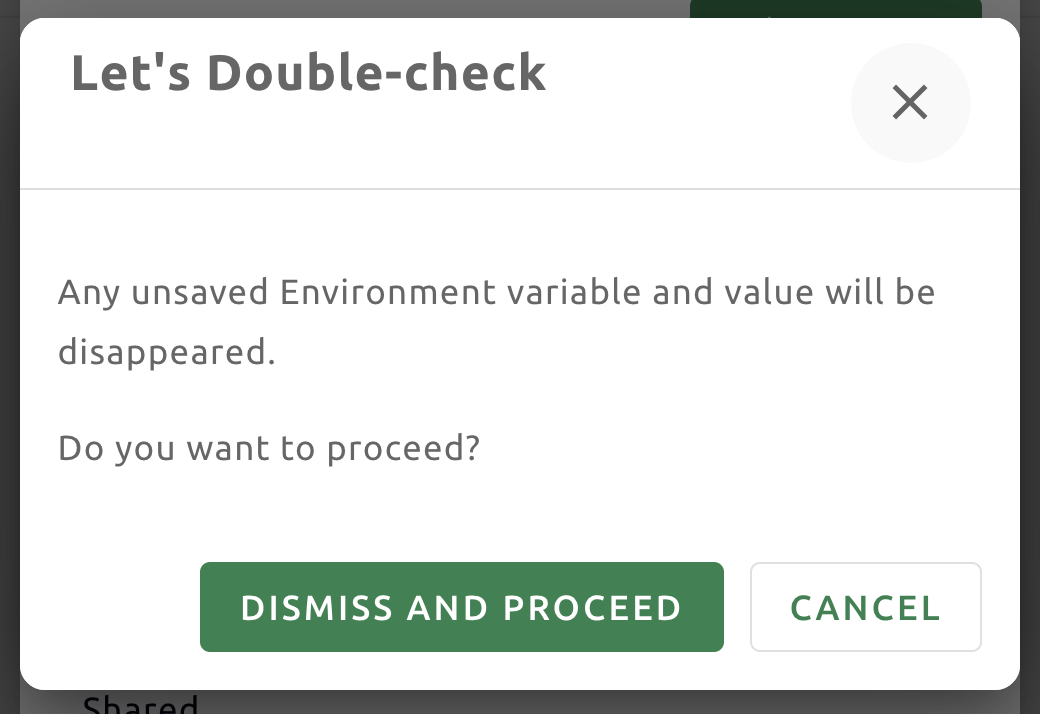 Let's Double-check
Any unsaved Environment variable and value will be
disappeared.
Do you want to proceed?
DISMISS AND PROCEED
CANCEL
Shared